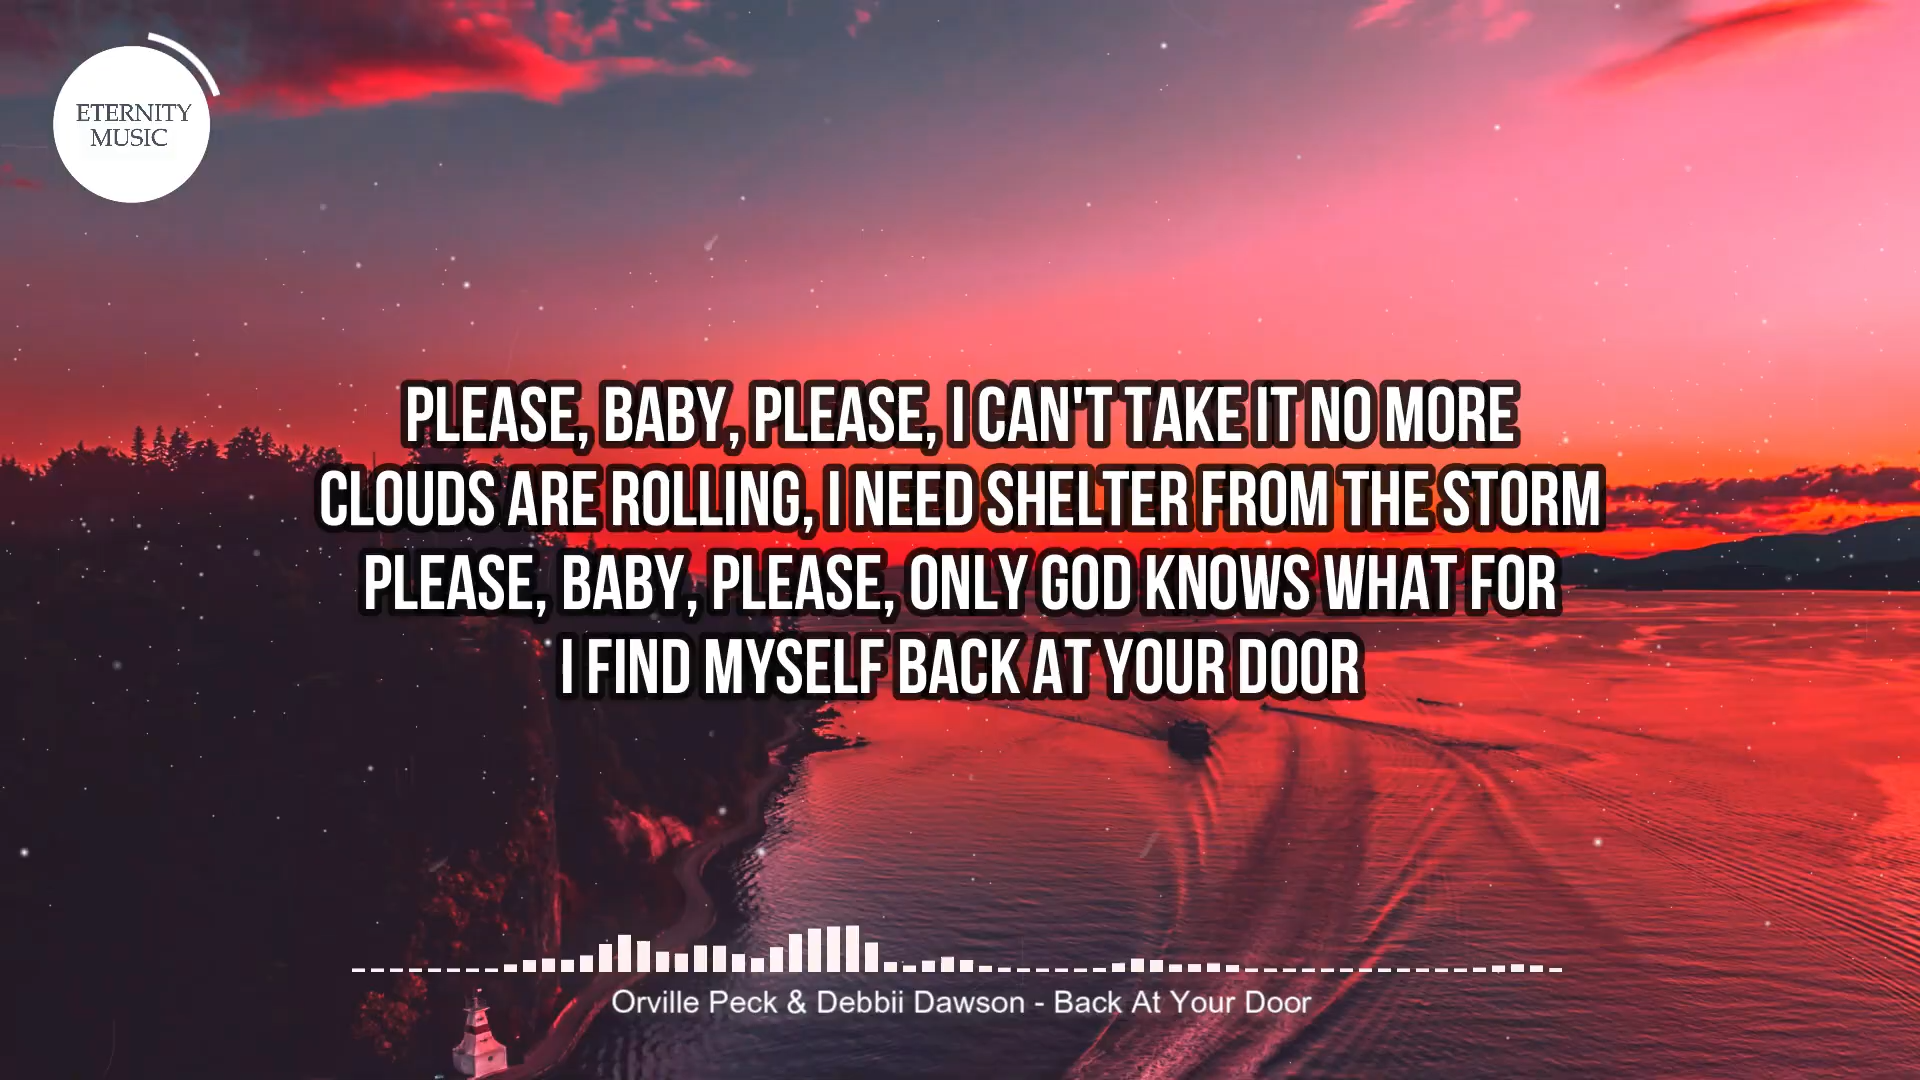 ETERNITY
MUSIC
PLEASE, BABY, PLEASE, I CAN'T TAKE IT NO MORE
CLOUDS ARE ROLLING, I NEED SHELTER FROM THE STORM
PLEASE, BABY, PLEASE, ONLY GOD KNOWS WHAT FOR
I FIND MYSELF BACK AT YOUR DOOR
Orville Peck & Debbii Dawson - Back At Your Door